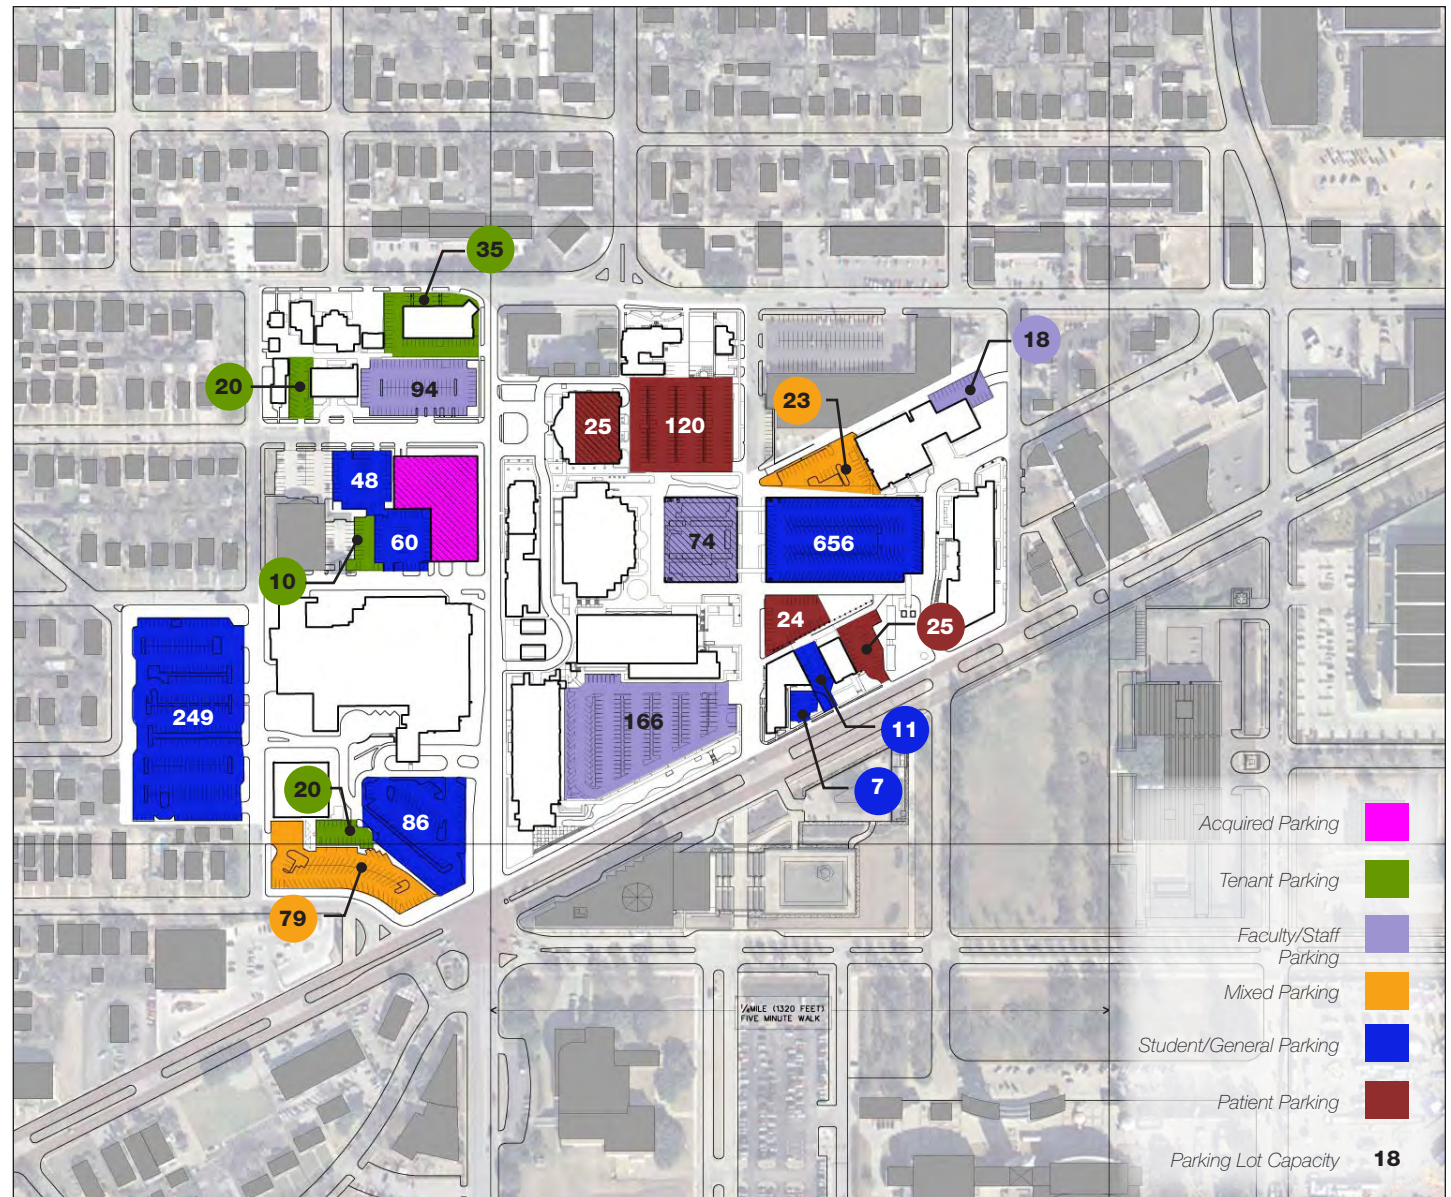 35
18
20
94
23
25
120
48
60
74
656
10
24
25
249
166
11
7
20
86
79
Acquired Parking
Tenant Parking
Faculty/Staff
Parking
Mixed Parking
¼MILE (1320 FEET)
FIVE MINUTE WALK
Student/General Parking
Patient Parking
Parking Lot Capacity 18